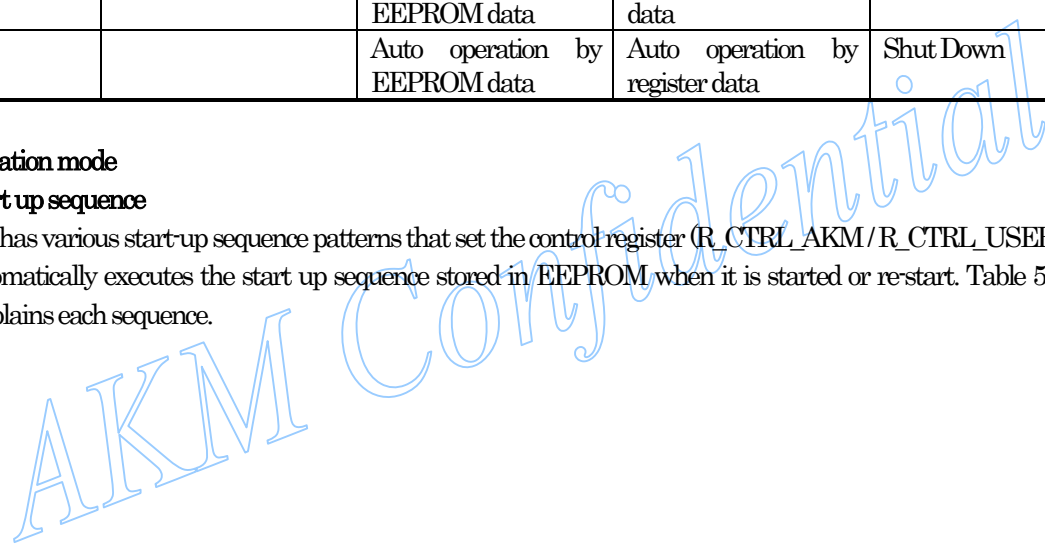 EEPROM data data
Auto operation by Auto operation by Shut Down
EEPROM data register data
ation mode
t up sequence
has various start-up sequence patterns that set the control register (R_CTRL_AKM / R_CTRL_USER
omatically executes the start up sequence stored in EEPROM when it is started or re-start. Table 5
plains each sequence.
AKM Confidential